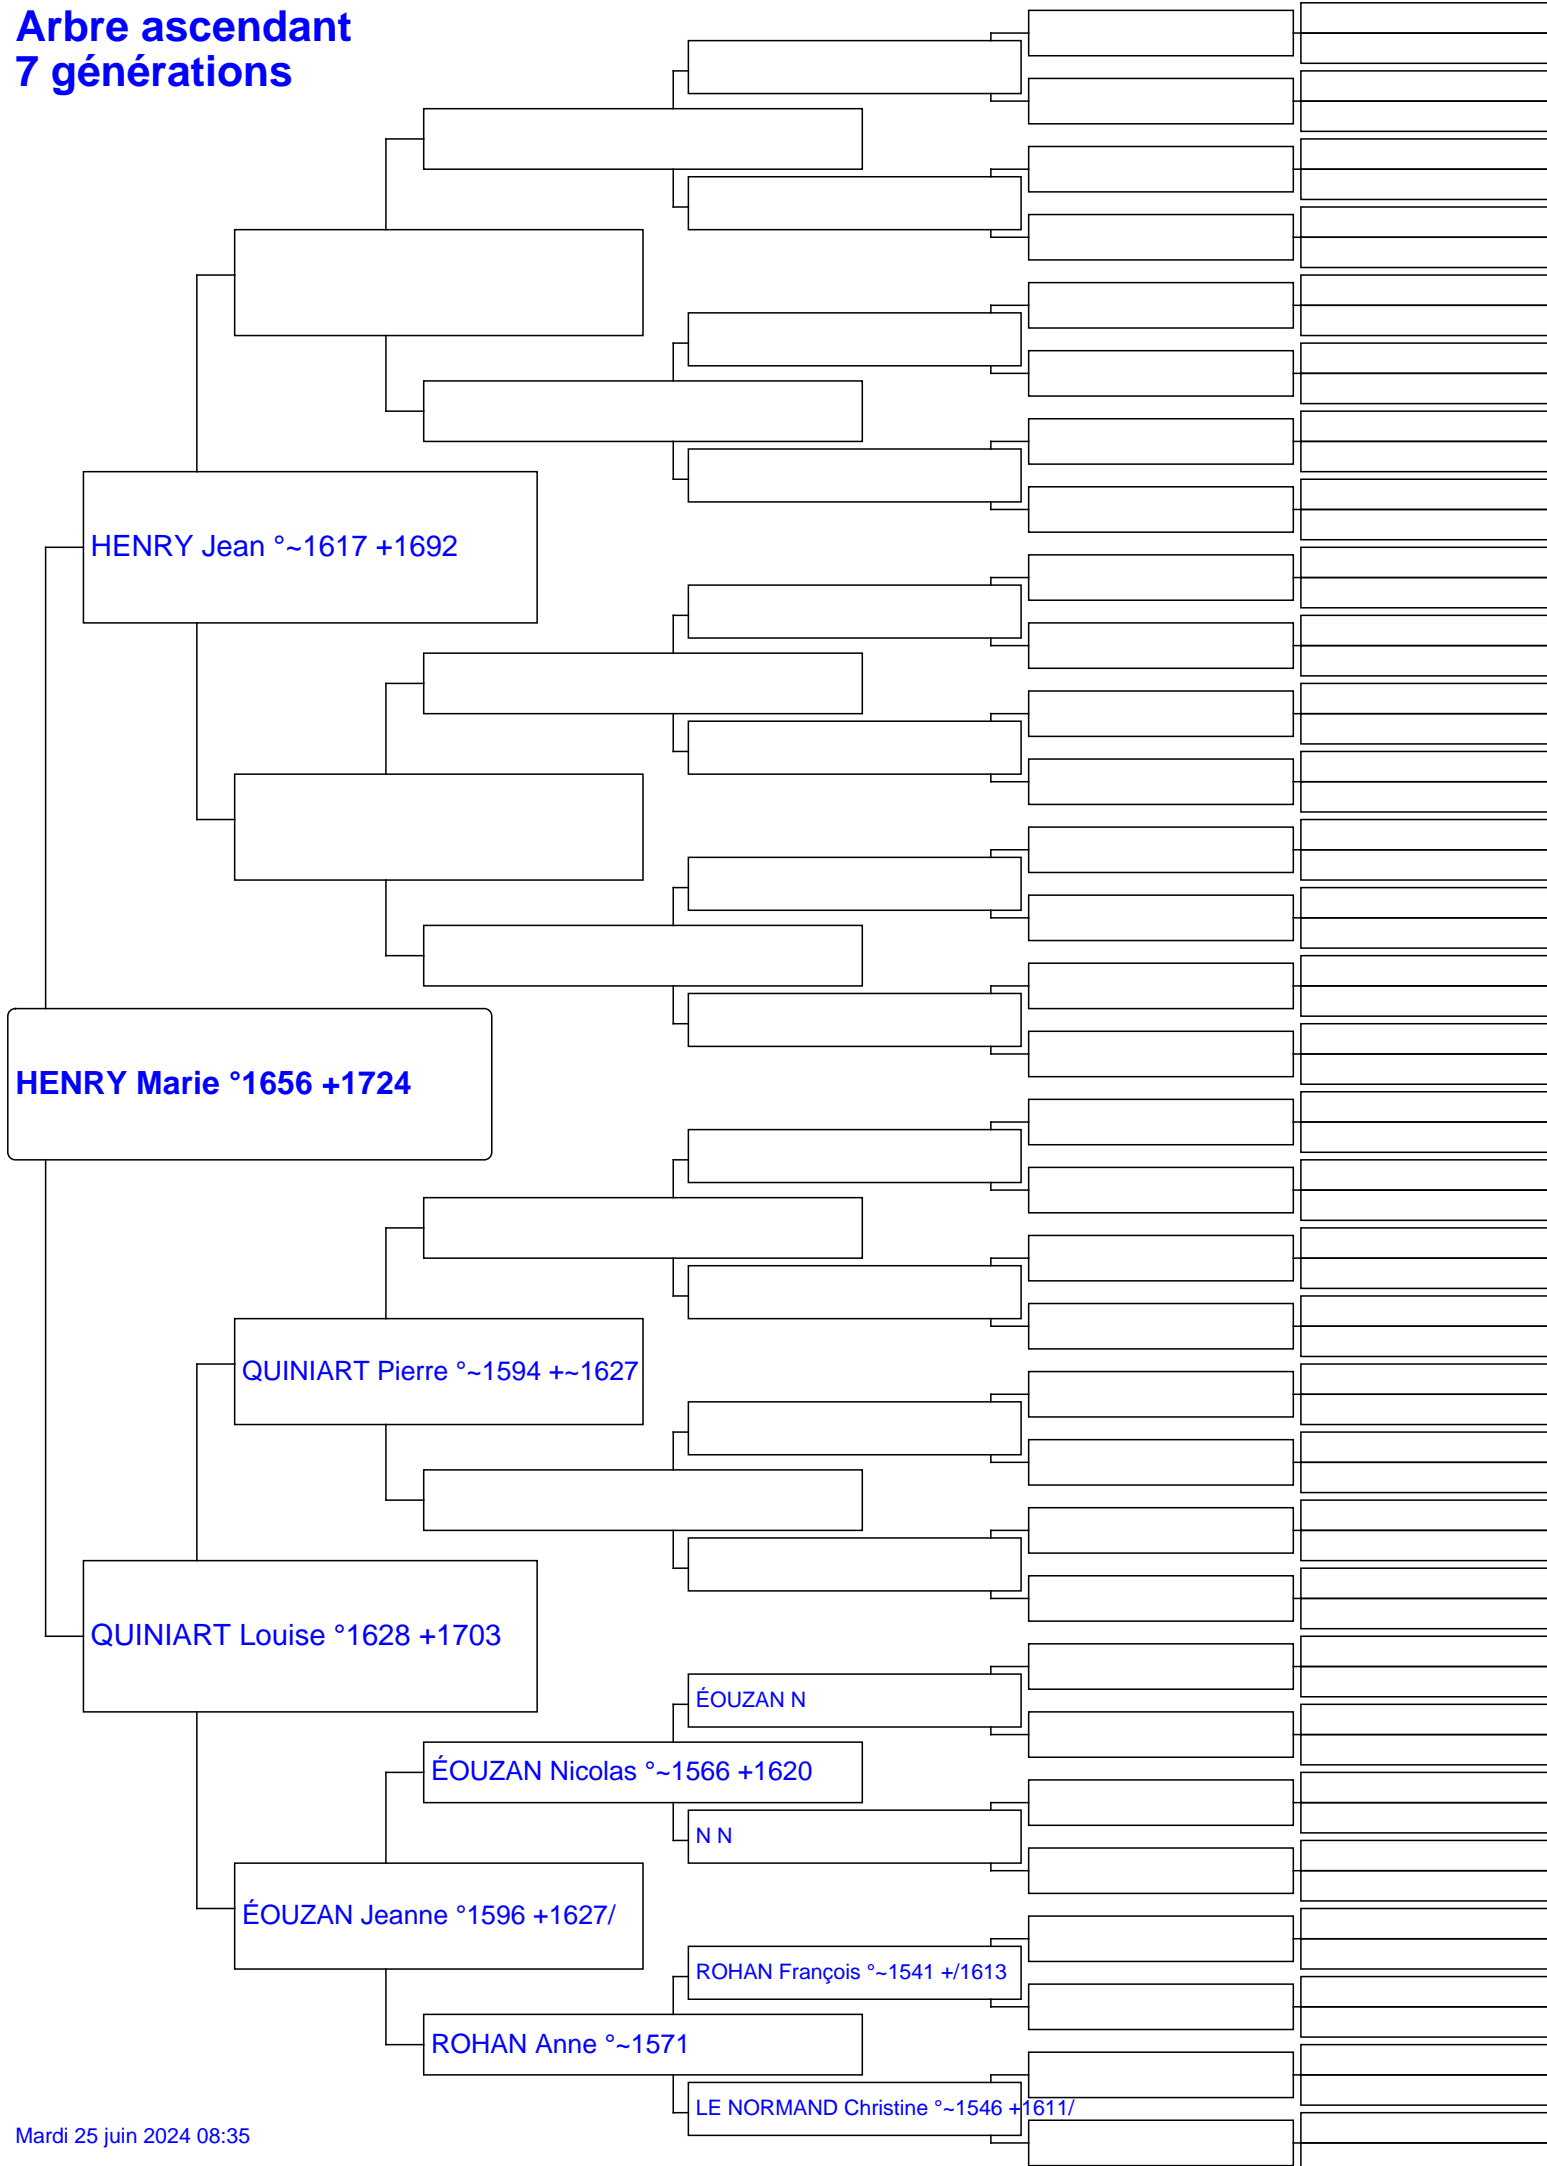 Arbre ascendant
7 générations
HENRY Jean °~1617 +1692
HENRY Marie °1656 +1724
QUINIART Pierre °~1594 +~1627
QUINIART Louise °1628 +1703
ÉOUZAN N
ÉOUZAN Nicolas °~1566 +1620
N N
ÉOUZAN Jeanne °1596 +1627/
ROHAN François °~1541 +/1613
ROHAN Anne °~1571
LE NORMAND Christine °~1546 +1611/
Mardi 25 juin 2024 08:35